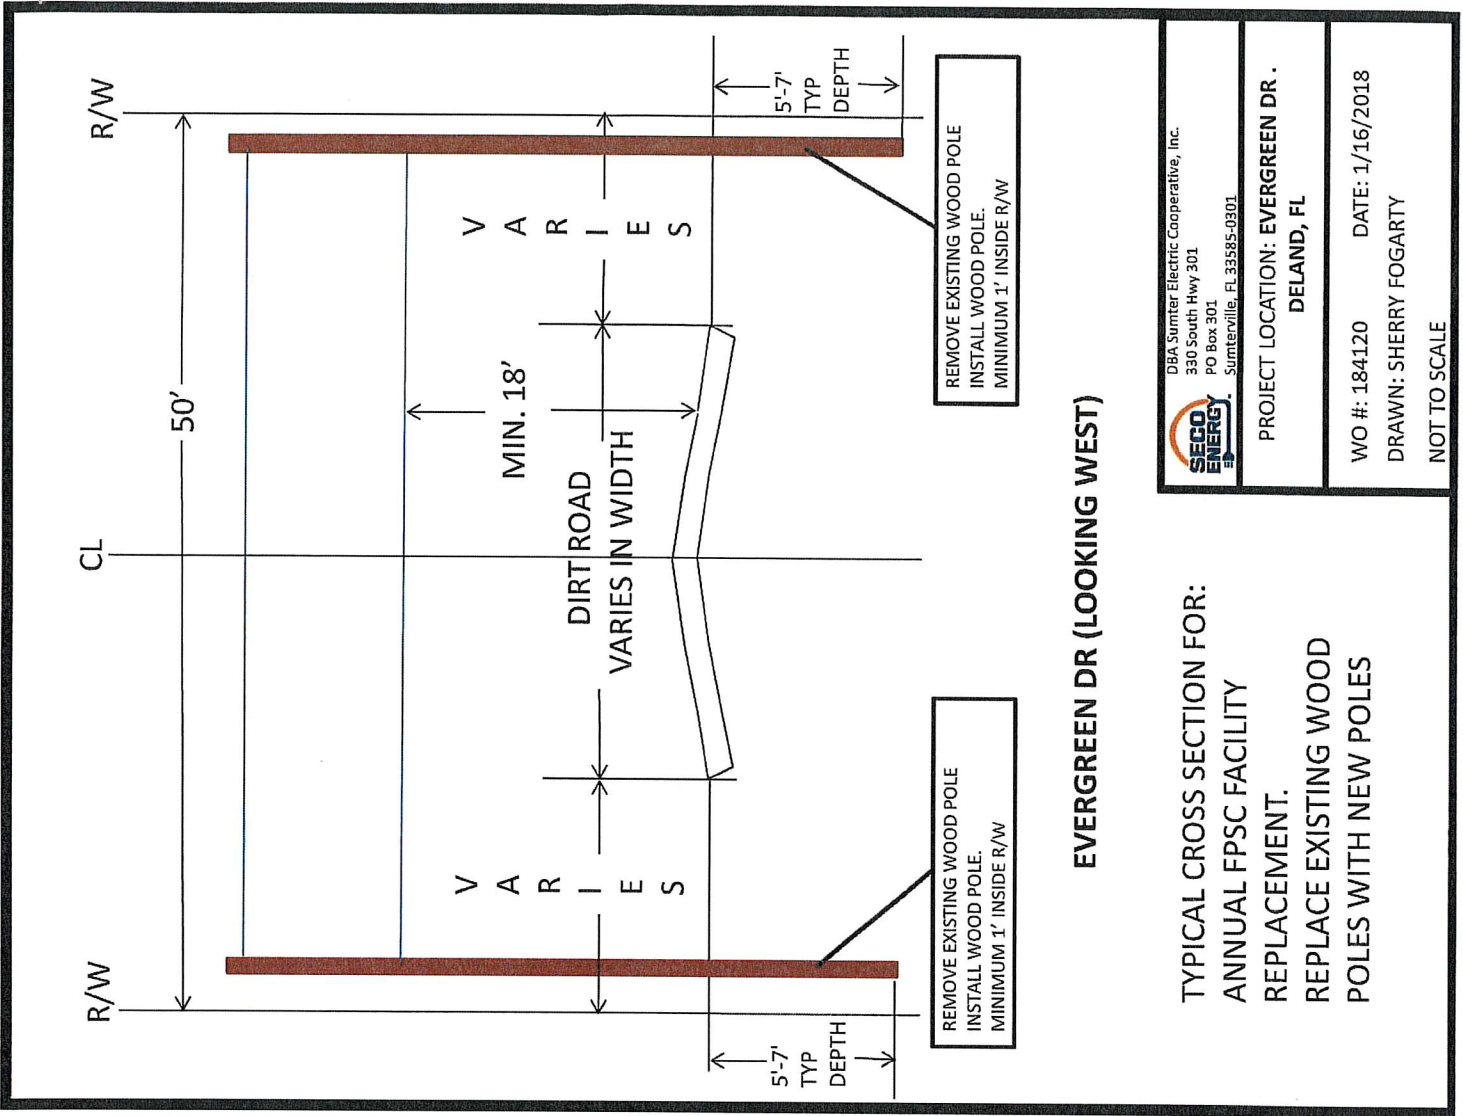 R/W
CL
R/W
50'
V
A
R
I
E
S
V
A
R
I
E
S
MIN. 18'
DIRT ROAD
VARIES IN WIDTH
5'-7'
TYP
DEPTH
5'-7'
TYP
DEPTH
REMOVE EXISTING WOOD POLE
INSTALL WOOD POLE.
MINIMUM 1' INSIDE R/W
REMOVE EXISTING WOOD POLE
INSTALL WOOD POLE.
MINIMUM 1' INSIDE R/W
EVERGREEN DR (LOOKING WEST)
TYPICAL CROSS SECTION FOR:
ANNUAL FPSC FACILITY
REPLACEMENT.
REPLACE EXISTING WOOD
POLES WITH NEW POLES
SECO
ENERGY
DBA Sumter Electric Cooperative, Inc.
330 South Hwy 301
PO Box 301
Sumterville, FL 33585-0301
PROJECT LOCATION: EVERGREEN DR .
DELAND, FL
WO #: 184120 DATE: 1/16/2018
DRAWN: SHERRY FOGARTY
NOT TO SCALE